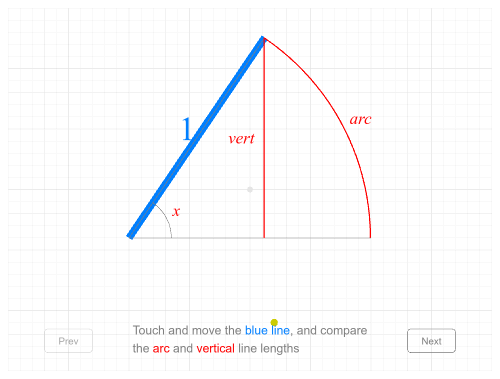 1
vert
arc
x
Touch and move the blue line, and compare
the arc and vertical line lengths
Prev
Next